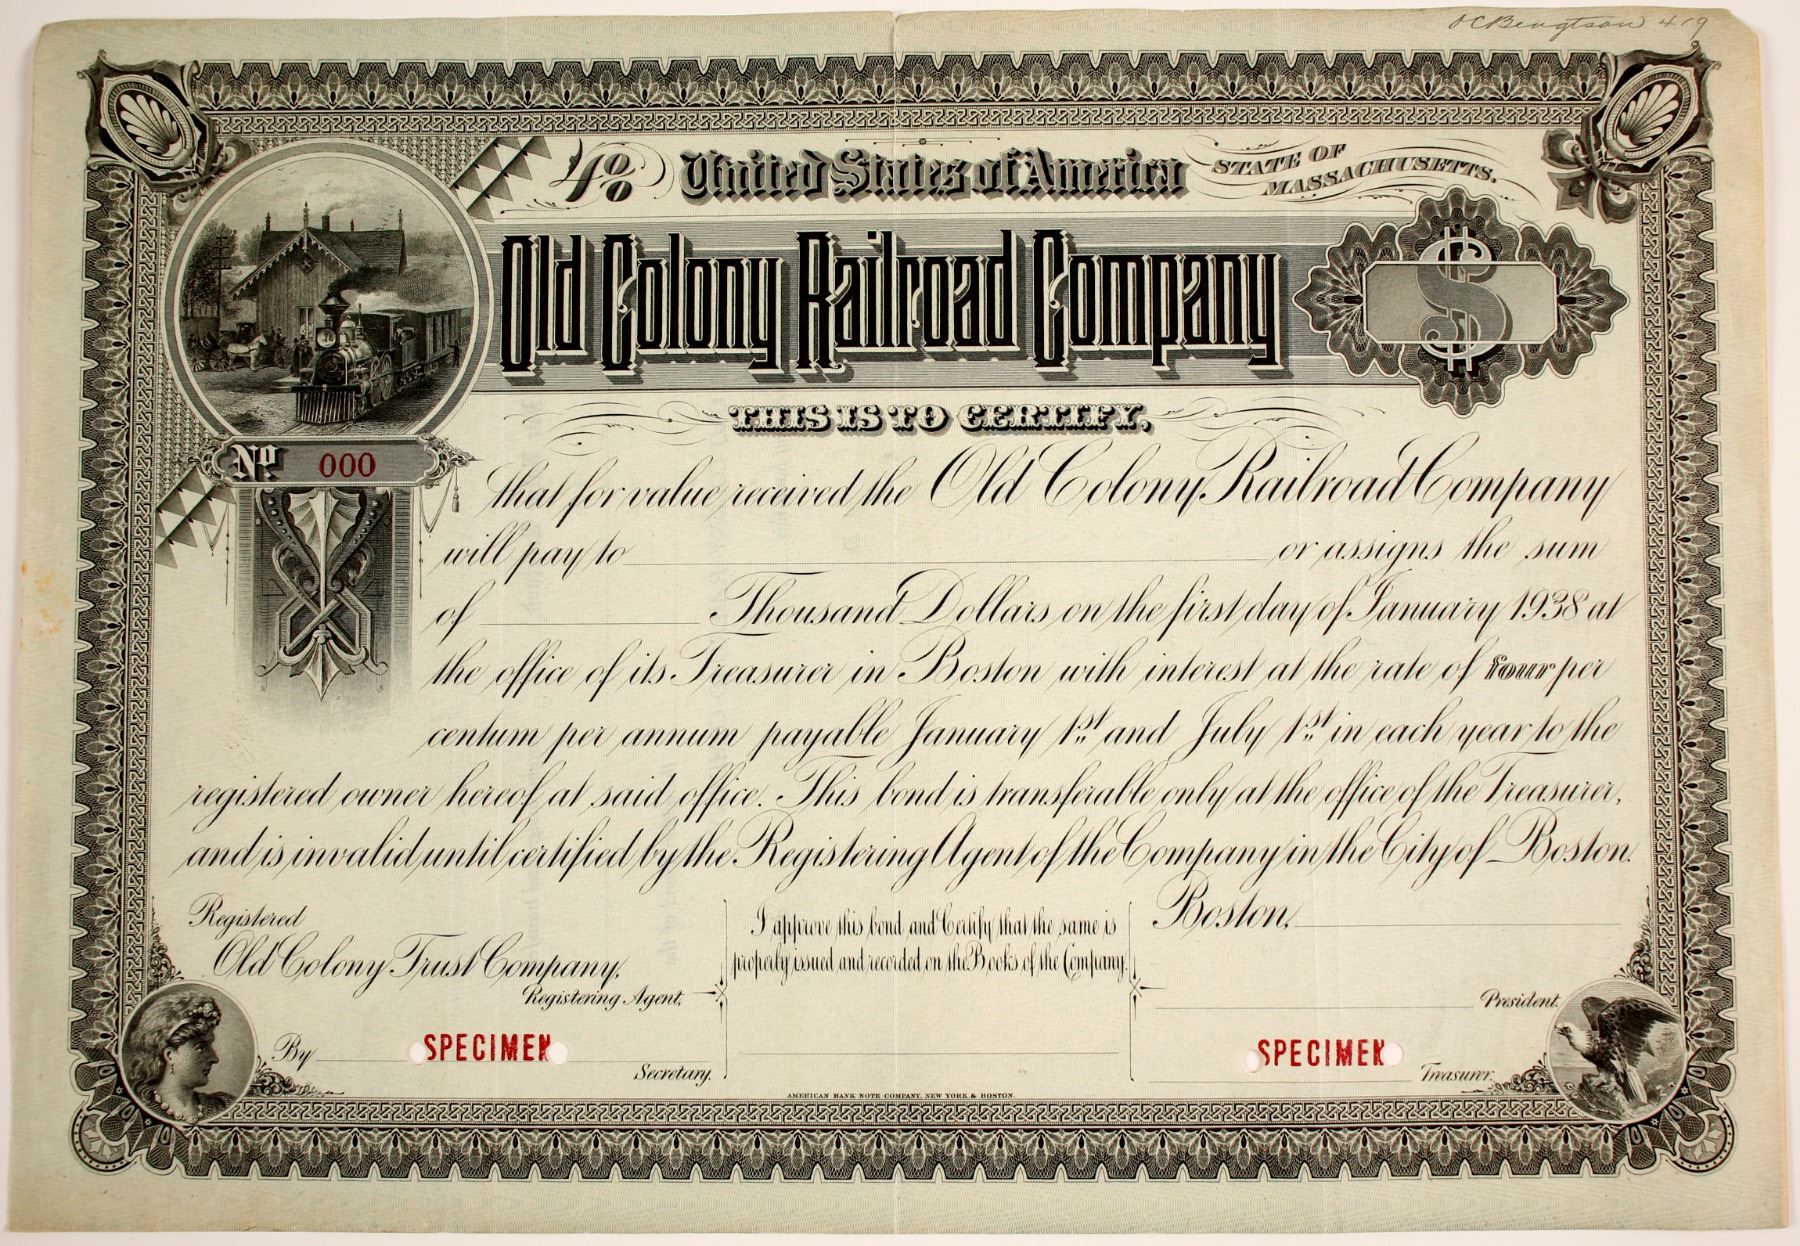 OCBengtson 419
4% United States of America STATE OF
MASSACHUSETTS.
Old Colony Railroad Company
$
THIS IS TO CERTIFY,
No 000
that for value received the Old Colony Railroad Company
will pay to or assigns the sum
of Thousand Dollars on the first day of January 1938 at
the office of its Treasurer in Boston with interest at the rate of four per
centum per annum payable January 1st and July 1st in each year to the
registered owner hereof at said office. This bond is transferable only at the office of the Treasurer,
and is invalid until certified by the Registering Agent of the Company in the City of Boston.
Registered
Old Colony Trust Company,
Registering Agent,
By SPECIMEN
Secretary.
I approve this bond and Certify that the same is
properly issued and recorded on the Books of the Company.
Boston,
President.
SPECIMEN
Treasurer.
AMERICAN BANK NOTE COMPANY, NEW YORK & BOSTON.